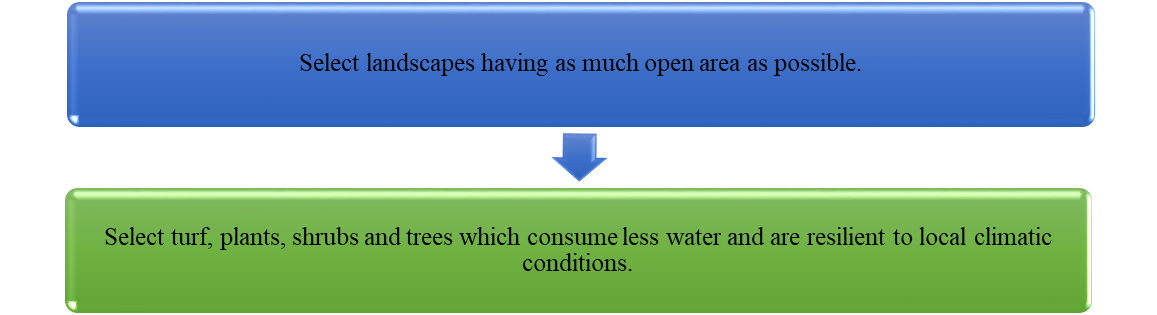 Select landscapes having as much open area as possible.
Select turf, plants, shrubs and trees which consume less water and are resilient to local climatic
conditions.